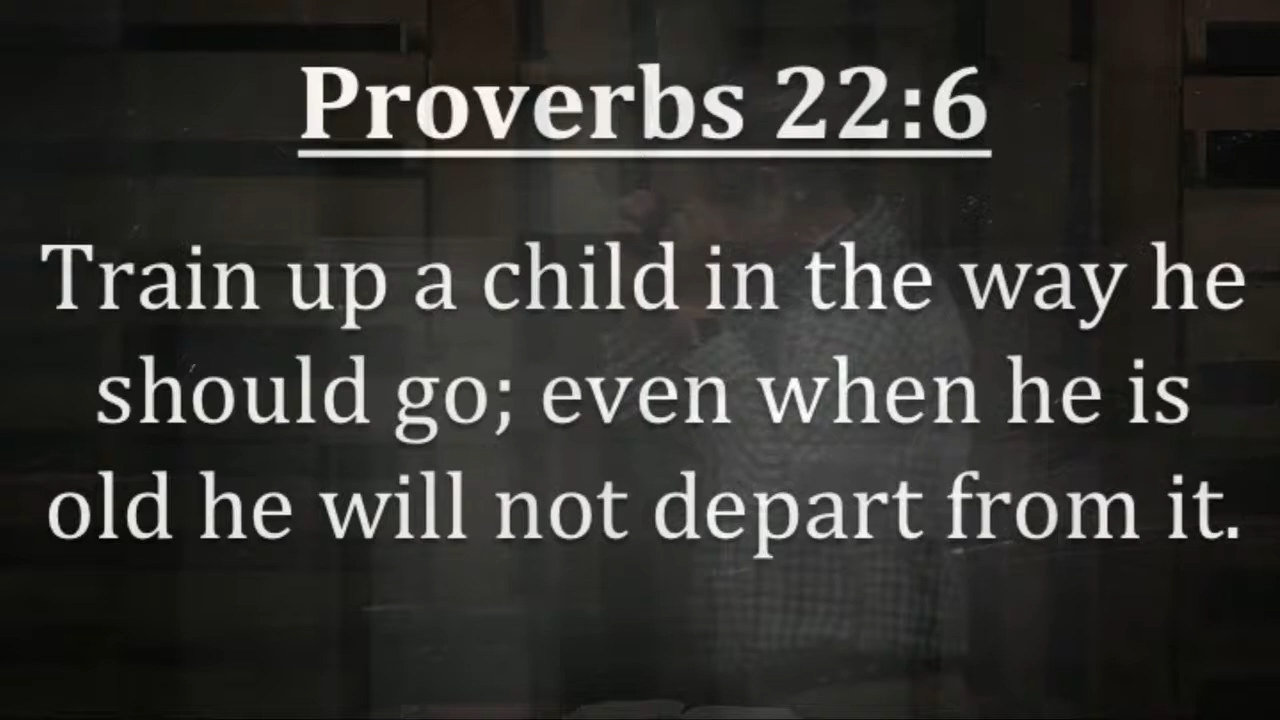 Proverbs 22:6
Train up a child in the way he
should go; even when he is
old he will not depart from it.